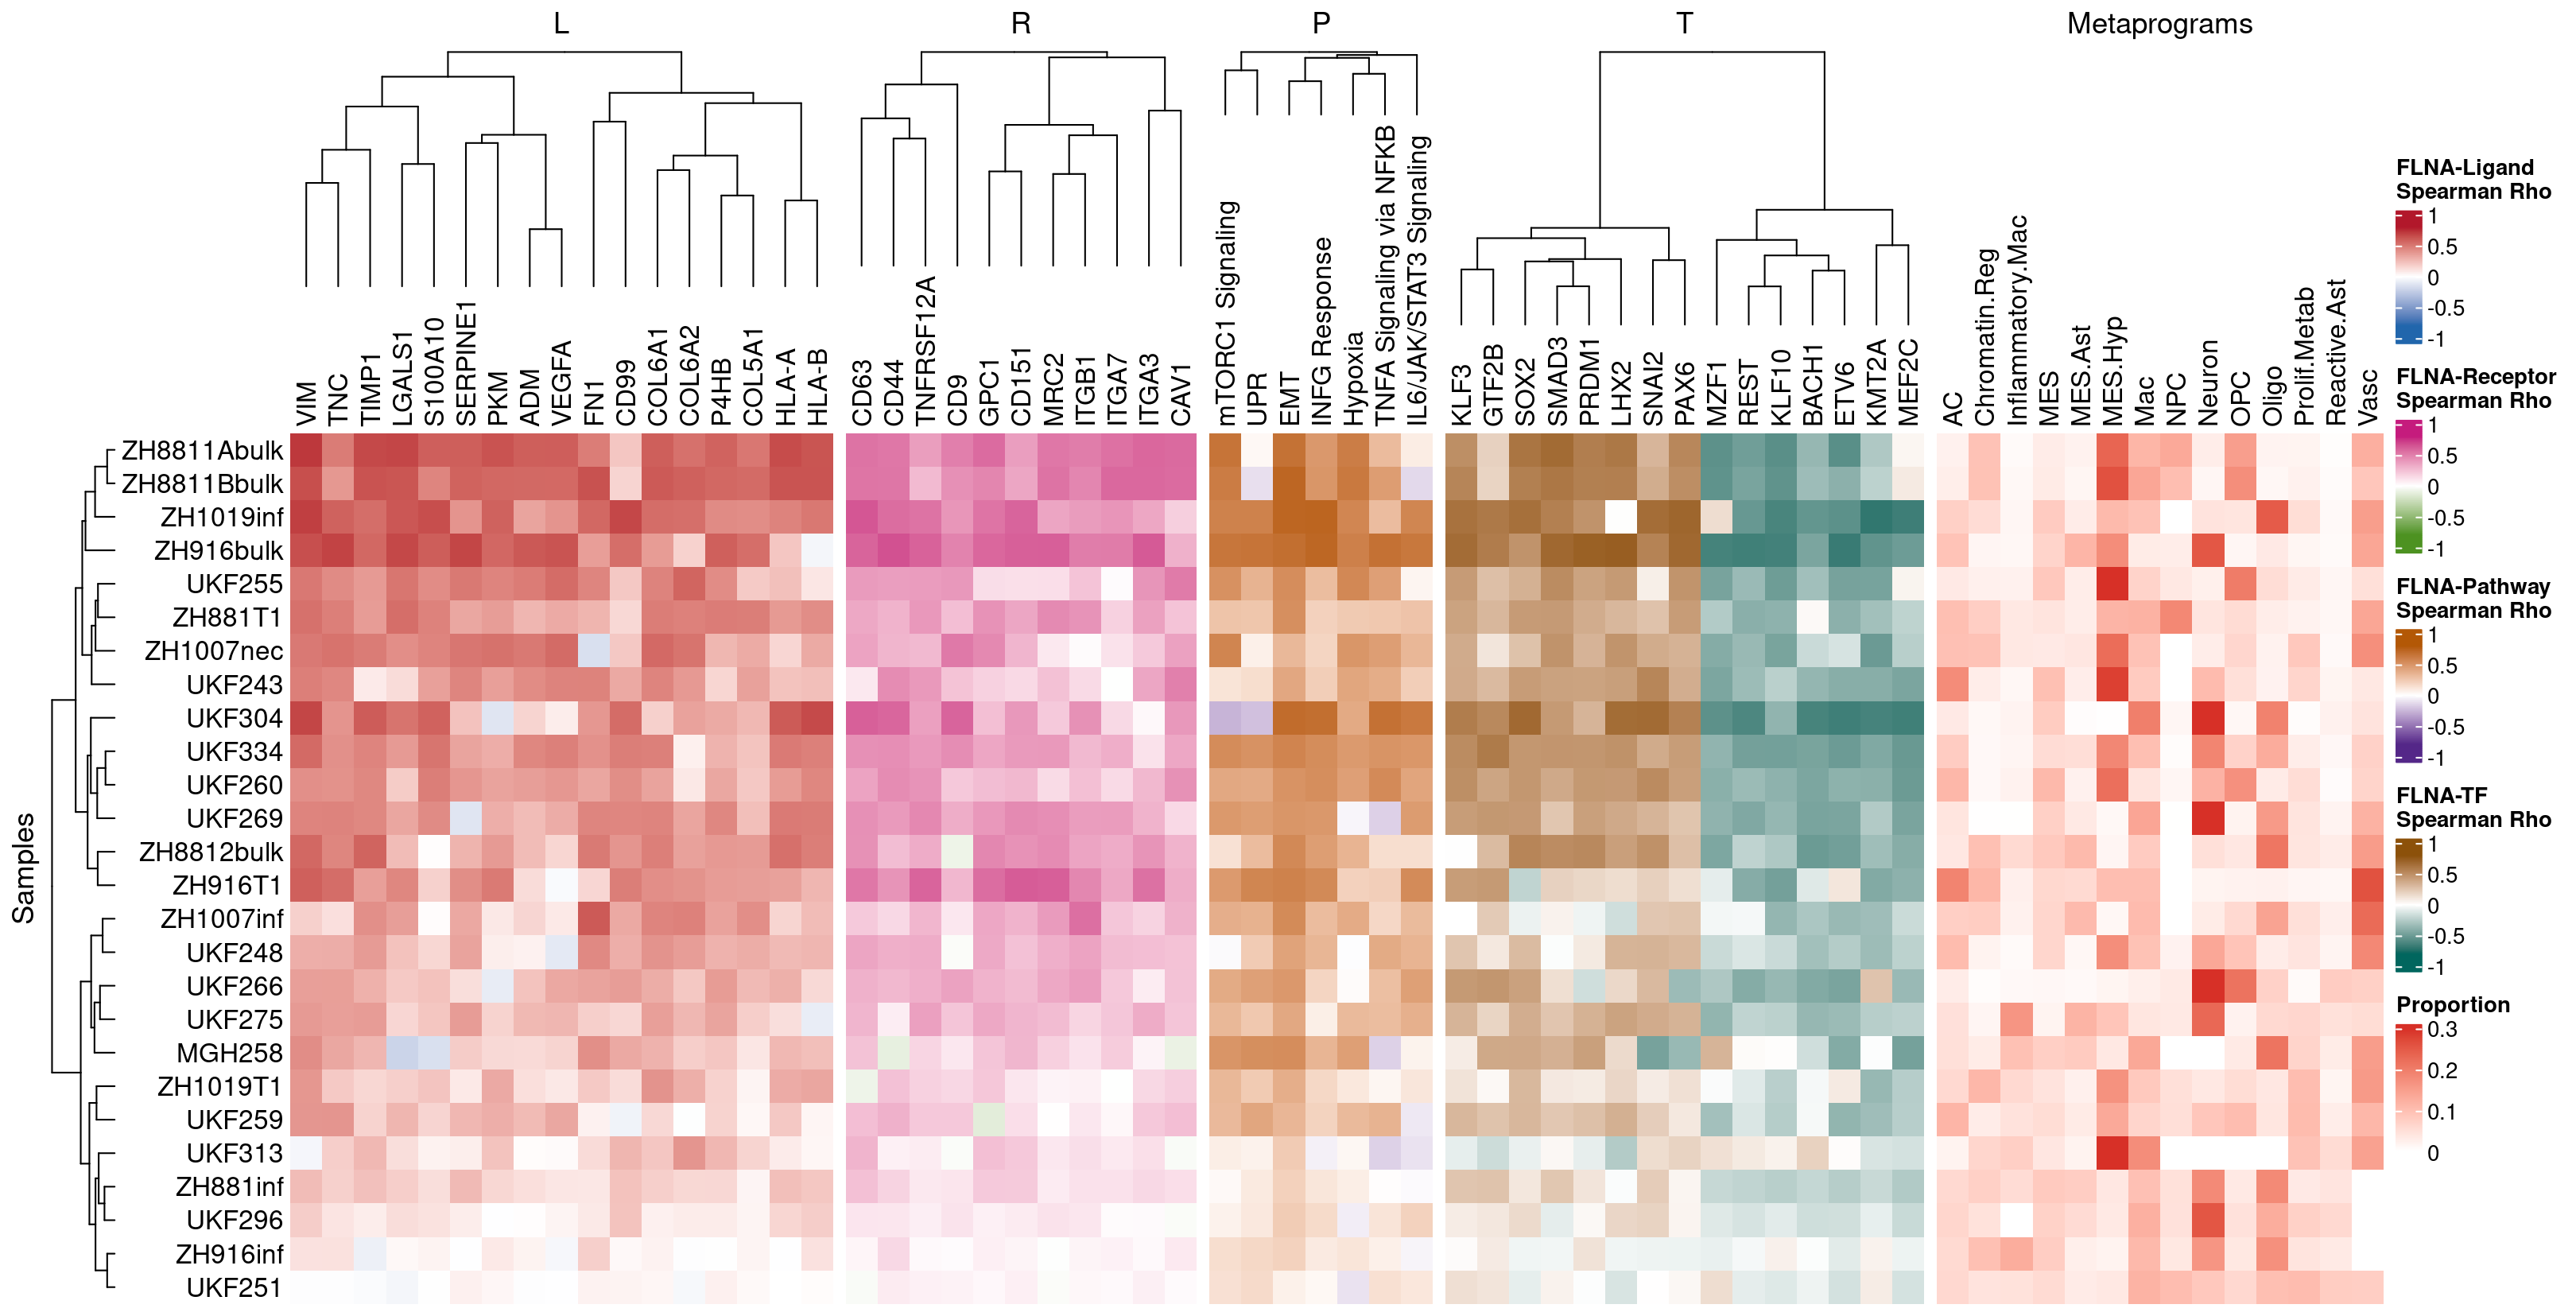 L R P T Metaprograms
VIM TNC TIMP1 LGALS1 S100A10 SERPINE1 PKM ADM VEGFA FN1 CD99 COL6A1 COL6A2 P4HB COL5A1 HLA-A HLA-B
CD63 CD44 TNFRSF12A CD9 GPC1 CD151 MRC2 ITGB1 ITGA7 ITGA3 CAV1
mTORC1 Signaling
UPR
EMT
INFG Response
Hypoxia
TNFA Signaling via NFKB
IL6/JAK/STAT3 Signaling
KLF3 GTF2B SOX2 SMAD3 PRDM1 LHX2 SNAI2 PAX6 MZF1 REST KLF10 BACH1 ETV6 KMT2A MEF2C
AC Chromatin.Reg Inflammatory.Mac MES MES.Ast MES.Hyp Mac NPC Neuron OPC Oligo Prolif.Metab Reactive.Ast Vasc
Samples
ZH8811Abulk
ZH8811Bbulk
ZH1019inf
ZH916bulk
UKF255
ZH881T1
ZH1007nec
UKF243
UKF304
UKF334
UKF260
UKF269
ZH8812bulk
ZH916T1
ZH1007inf
UKF248
UKF266
UKF275
MGH258
ZH1019T1
UKF259
UKF313
ZH881inf
UKF296
ZH916inf
UKF251
FLNA-Ligand
Spearman Rho
1
0.5
0
-0.5
-1
FLNA-Receptor
Spearman Rho
1
0.5
0
-0.5
-1
FLNA-Pathway
Spearman Rho
1
0.5
0
-0.5
-1
FLNA-TF
Spearman Rho
1
0.5
0
-0.5
-1
Proportion
0.3
0.2
0.1
0